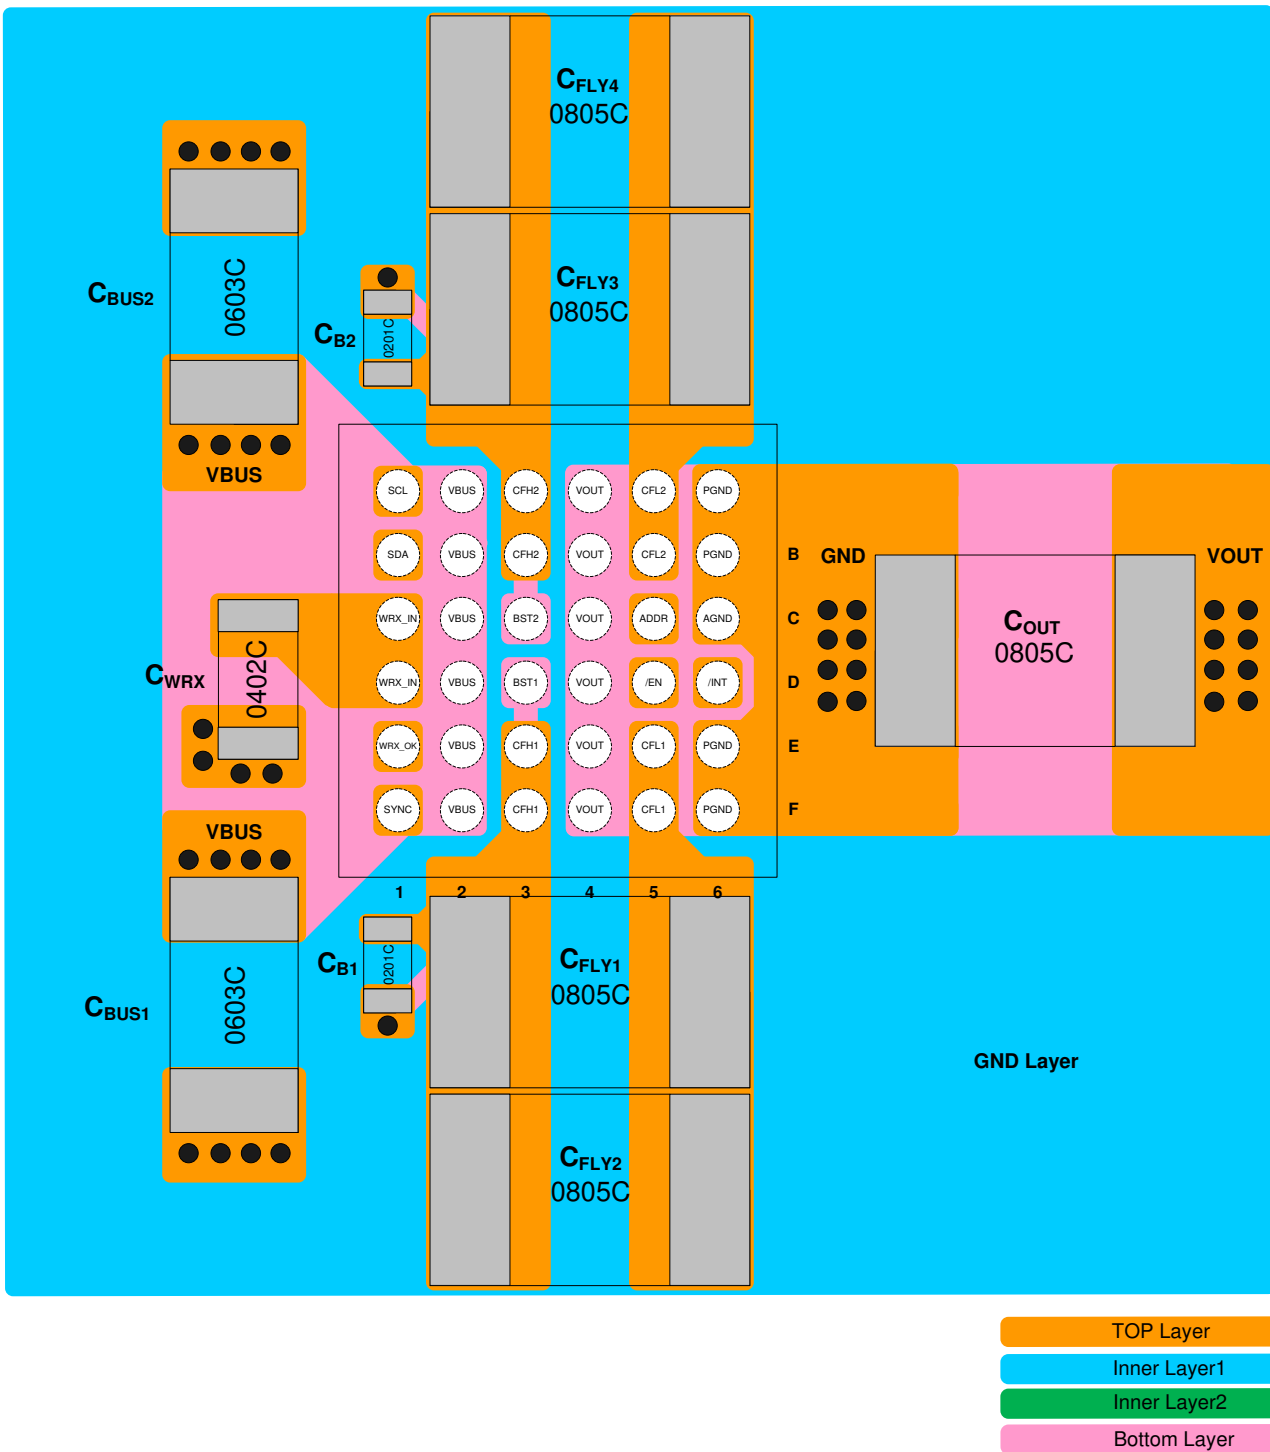 CFLY4
0805C
CFLY3
0805C
CBUS2
0603C
CB2
0201C
VBUS
SCL VBUS CFH2 VOUT CFL2 PGND
SDA VBUS CFH2 VOUT CFL2 PGND B
GND
VOUT
WRX_IN VBUS BST2 VOUT ADDR AGND C
COUT
0805C
CWRX
0402C
WRX_IN VBUS BST1 VOUT /EN /INT D
WRX_OK VBUS CFH1 VOUT CFL1 PGND E
SYNC VBUS CFH1 VOUT CFL1 PGND F
VBUS
1 2 3 4 5 6
CB1
0201C
CFLY1
0805C
CBUS1
0603C
GND Layer
CFLY2
0805C
TOP Layer
Inner Layer1
Inner Layer2
Bottom Layer